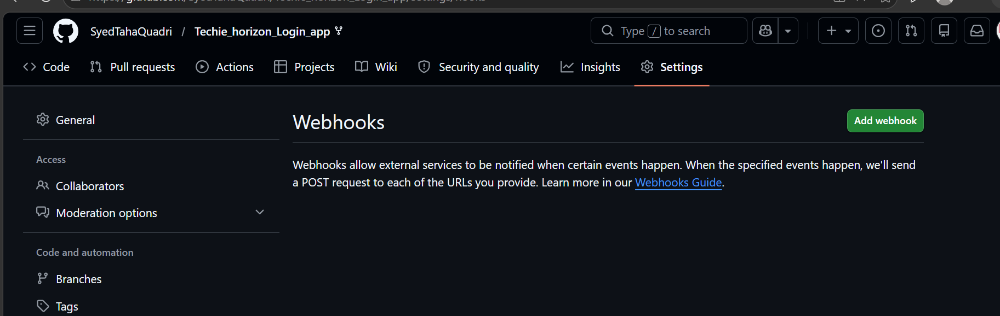 SyedTahaQuadri / Techie_horizon_Login_app
Type / to search
Code
Pull requests
Actions
Projects
Wiki
Security and quality
Insights
Settings
General
Access
Collaborators
Moderation options
Code and automation
Branches
Tags
Webhooks
Add webhook
Webhooks allow external services to be notified when certain events happen. When the specified events happen, we'll send
a POST request to each of the URLs you provide. Learn more in our Webhooks Guide.